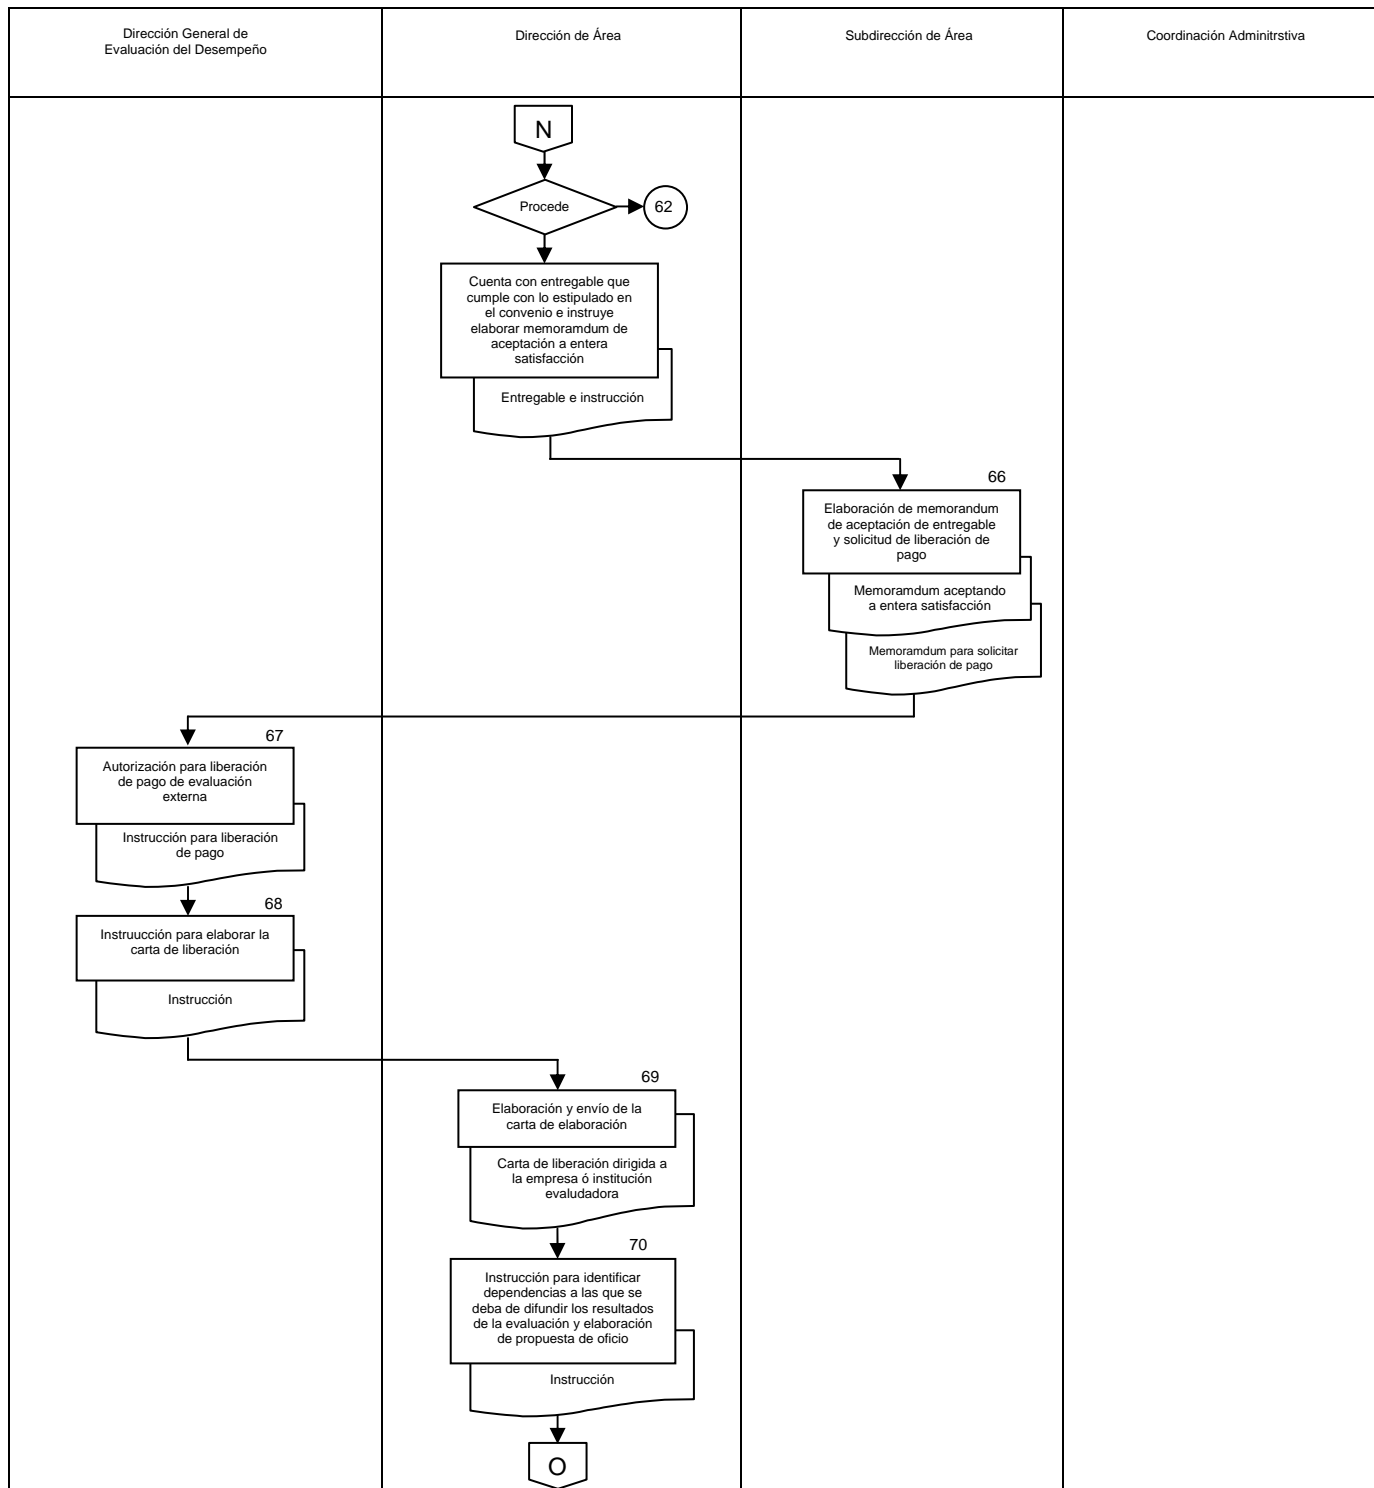 Dirección General de
Evaluación del Desempeño
Dirección de Área
Subdirección de Área
Coordinación Adminitrstiva
N
Procede
62
Cuenta con entregable que
cumple con lo estipulado en
el convenio e instruye
elaborar memoramdum de
aceptación a entera
satisfacción
Entregable e instrucción
66
Elaboración de memorandum
de aceptación de entregable
y solicitud de liberación de
pago
Memoramdum aceptando
a entera satisfacción
Memoramdum para solicitar
liberación de pago
67
Autorización para liberación
de pago de evaluación
externa
Instrucción para liberación
de pago
68
Instruucción para elaborar la
carta de liberación
Instrucción
69
Elaboración y envío de la
carta de elaboración
Carta de liberación dirigida a
la empresa ó institución
evaludadora
70
Instrucción para identificar
dependencias a las que se
deba de difundir los resultados
de la evaluación y elaboración
de propuesta de oficio
Instrucción
O